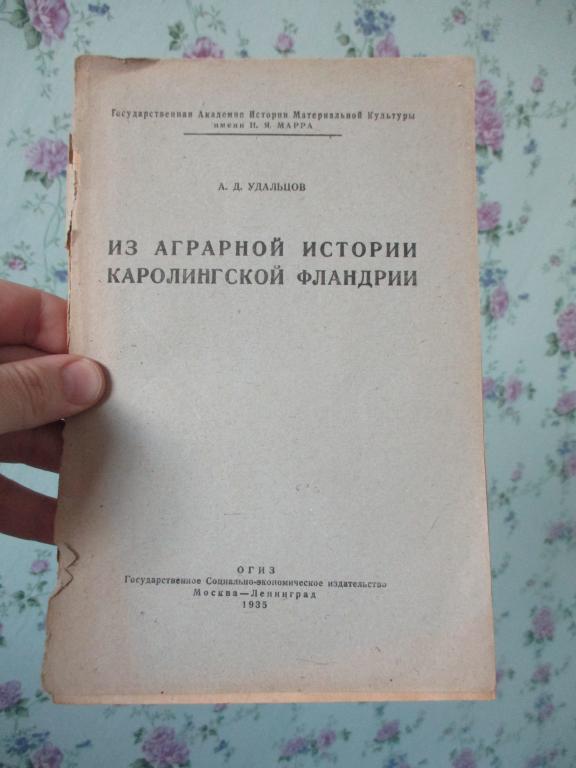 Государственная Академия Истории Материальной Культуры
имени Н. Я. МАРРА
А. Д. УДАЛЬЦОВ
ИЗ АГРАРНОЙ ИСТОРИИ
КАРОЛИНГСКОЙ ФЛАНДРИИ
ОГИЗ
Государственное Социально-экономическое издательство
Москва—Ленинград
1935